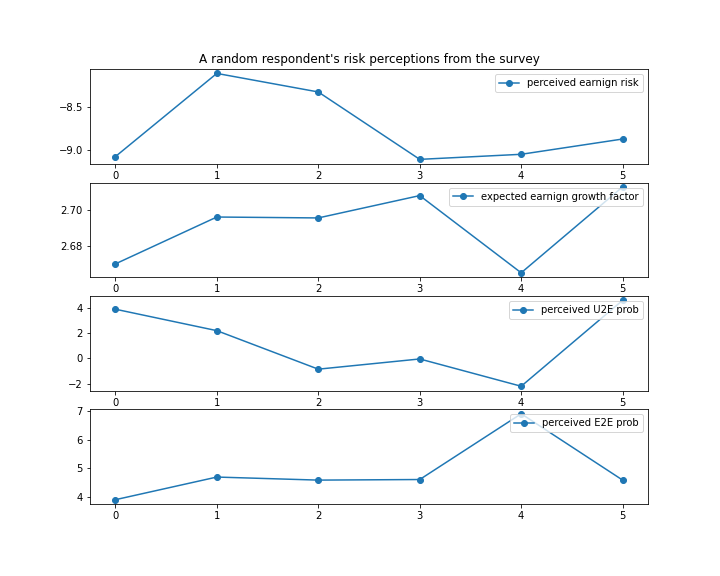 A random respondent's risk perceptions from the survey
perceived earnign risk
−8.5
−9.0
0 1 2 3 4 5
expected earnign growth factor
2.70
2.68
0 1 2 3 4 5
perceived U2E prob
4
2
0
−2
0 1 2 3 4 5
perceived E2E prob
7
6
5
4
0 1 2 3 4 5